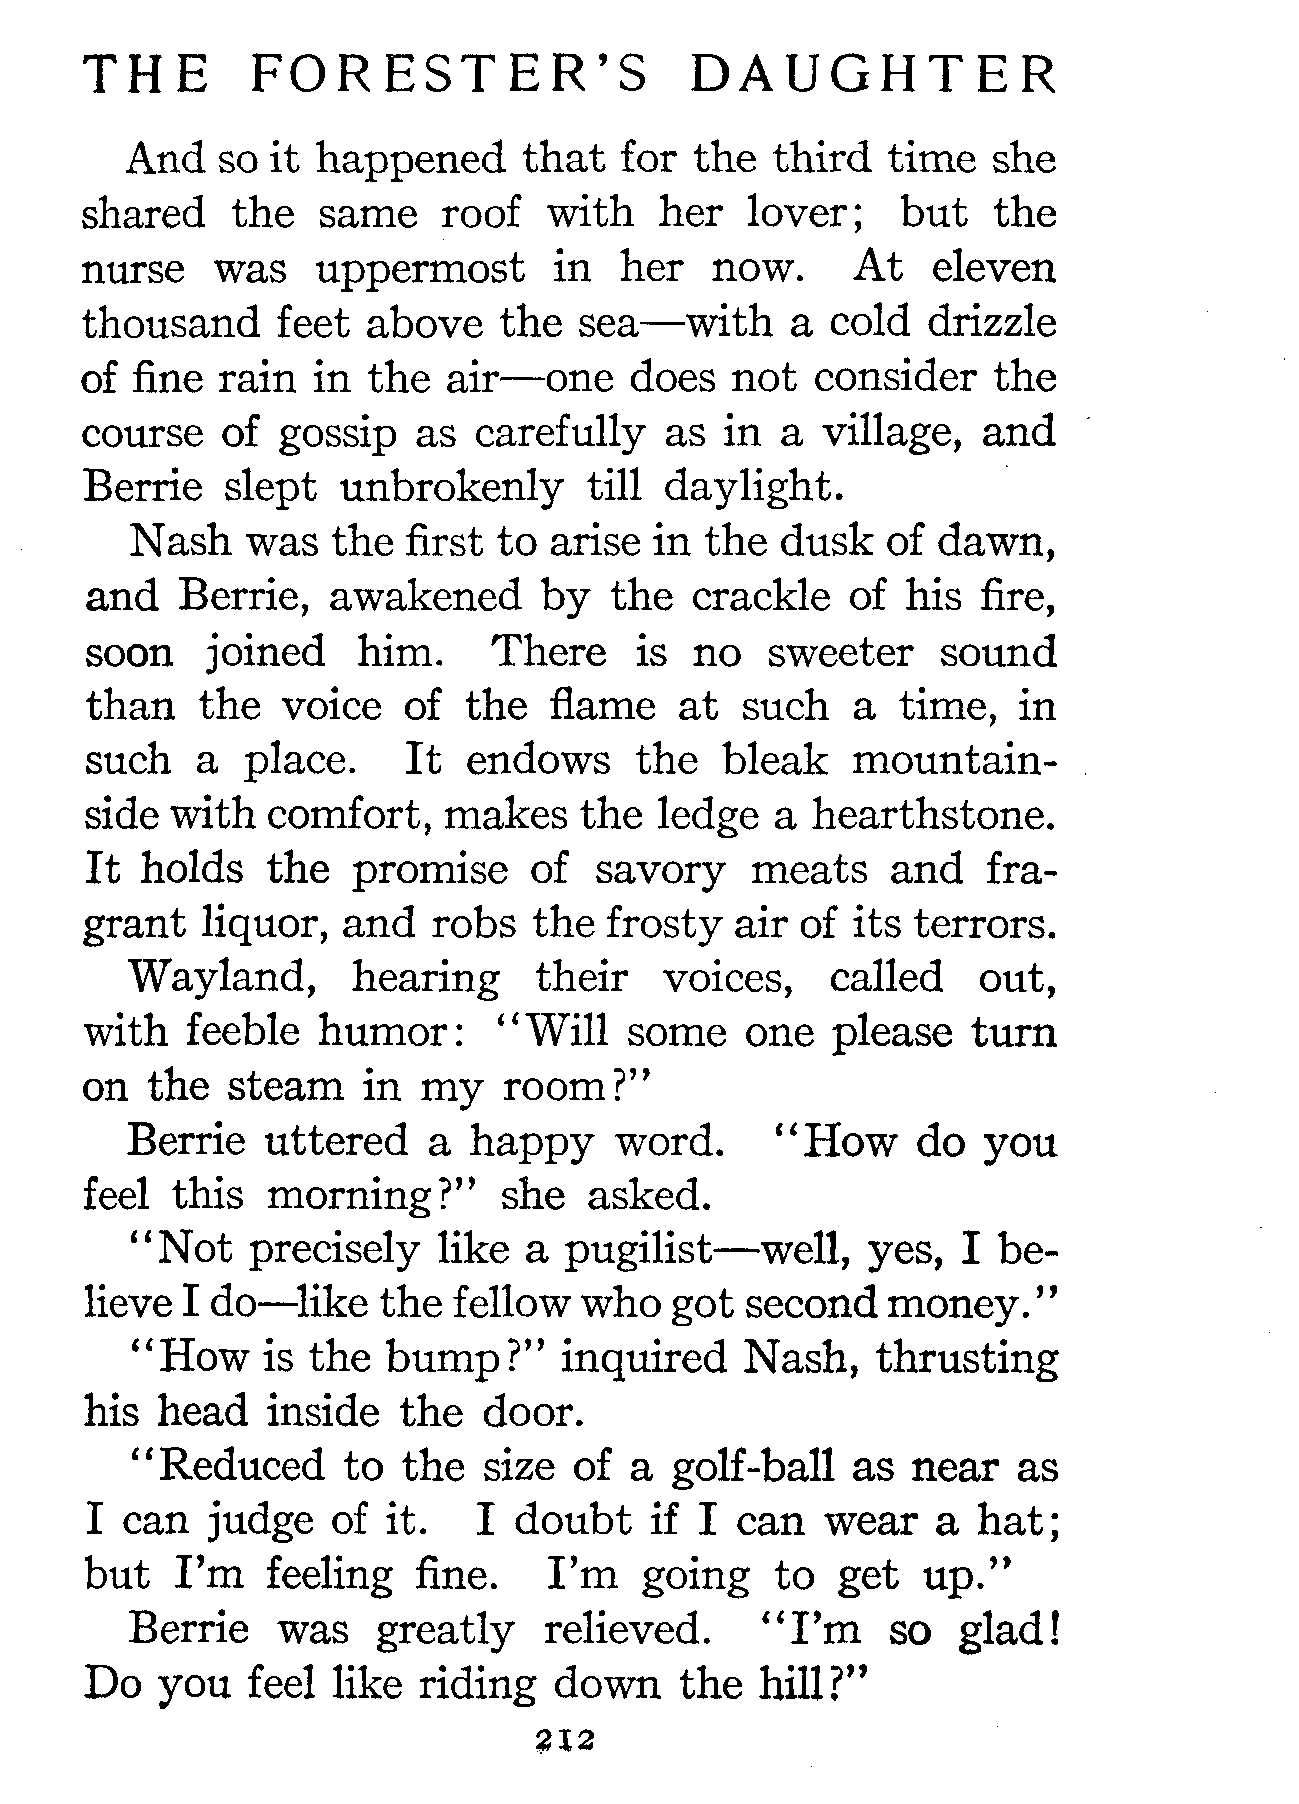 THE FORESTER'S DAUGHTER
And so it happened that for the third time she
shared the same roof with her lover; but the
nurse was uppermost in her now. At eleven
thousand feet above the sea—with a cold drizzle
of fine rain in the air—one does not consider the
course of gossip as carefully as in a village, and
Berrie slept unbrokenly till daylight.
Nash was the first to arise in the dusk of dawn,
and Berrie, awakened by the crackle of his fire,
soon joined him. There is no sweeter sound
than the voice of the flame at such a time, in
such a place. It endows the bleak mountain-
side with comfort, makes the ledge a hearthstone.
It holds the promise of savory meats and fra-
grant liquor, and robs the frosty air of its terrors.
Wayland, hearing their voices, called out,
with feeble humor: "Will some one please turn
on the steam in my room?"
Berrie uttered a happy word. "How do you
feel this morning?" she asked.
"Not precisely like a pugilist—well, yes, I be-
lieve I do—like the fellow who got second money."
"How is the bump?" inquired Nash, thrusting
his head inside the door.
"Reduced to the size of a golf-ball as near as
I can judge of it. I doubt if I can wear a hat;
but I'm feeling fine. I'm going to get up."
Berrie was greatly relieved. "I'm so glad!
Do you feel like riding down the hill?"
212